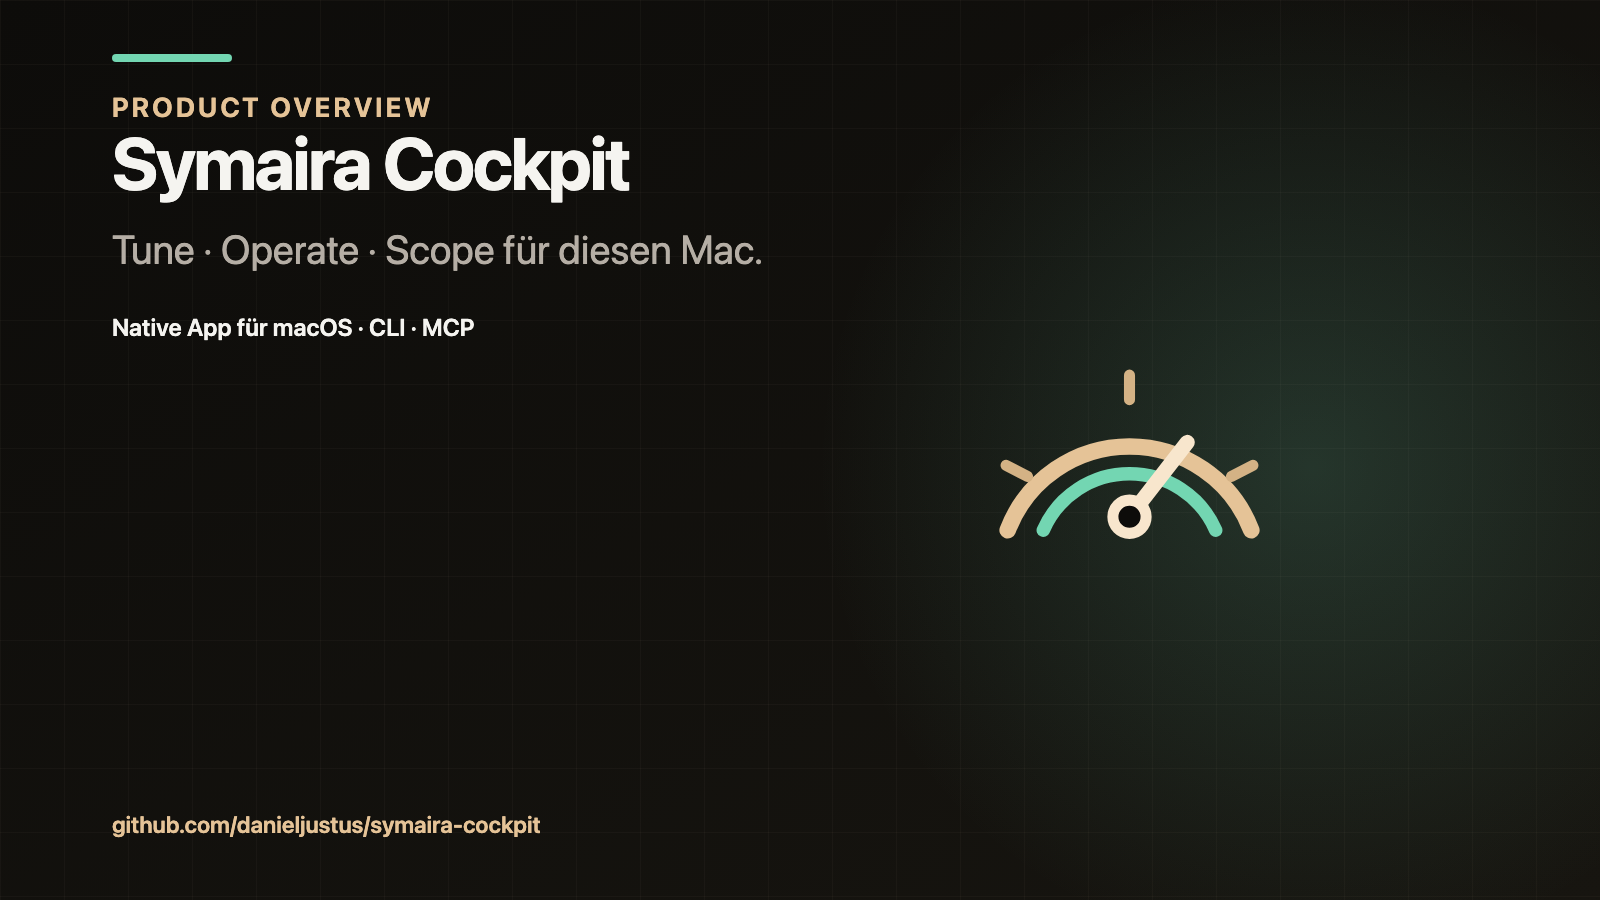 PRODUCT OVERVIEW
Symaira Cockpit
Tune · Operate · Scope für diesen Mac.
Native App für macOS · CLI · MCP
github.com/danieljustus/symaira-cockpit